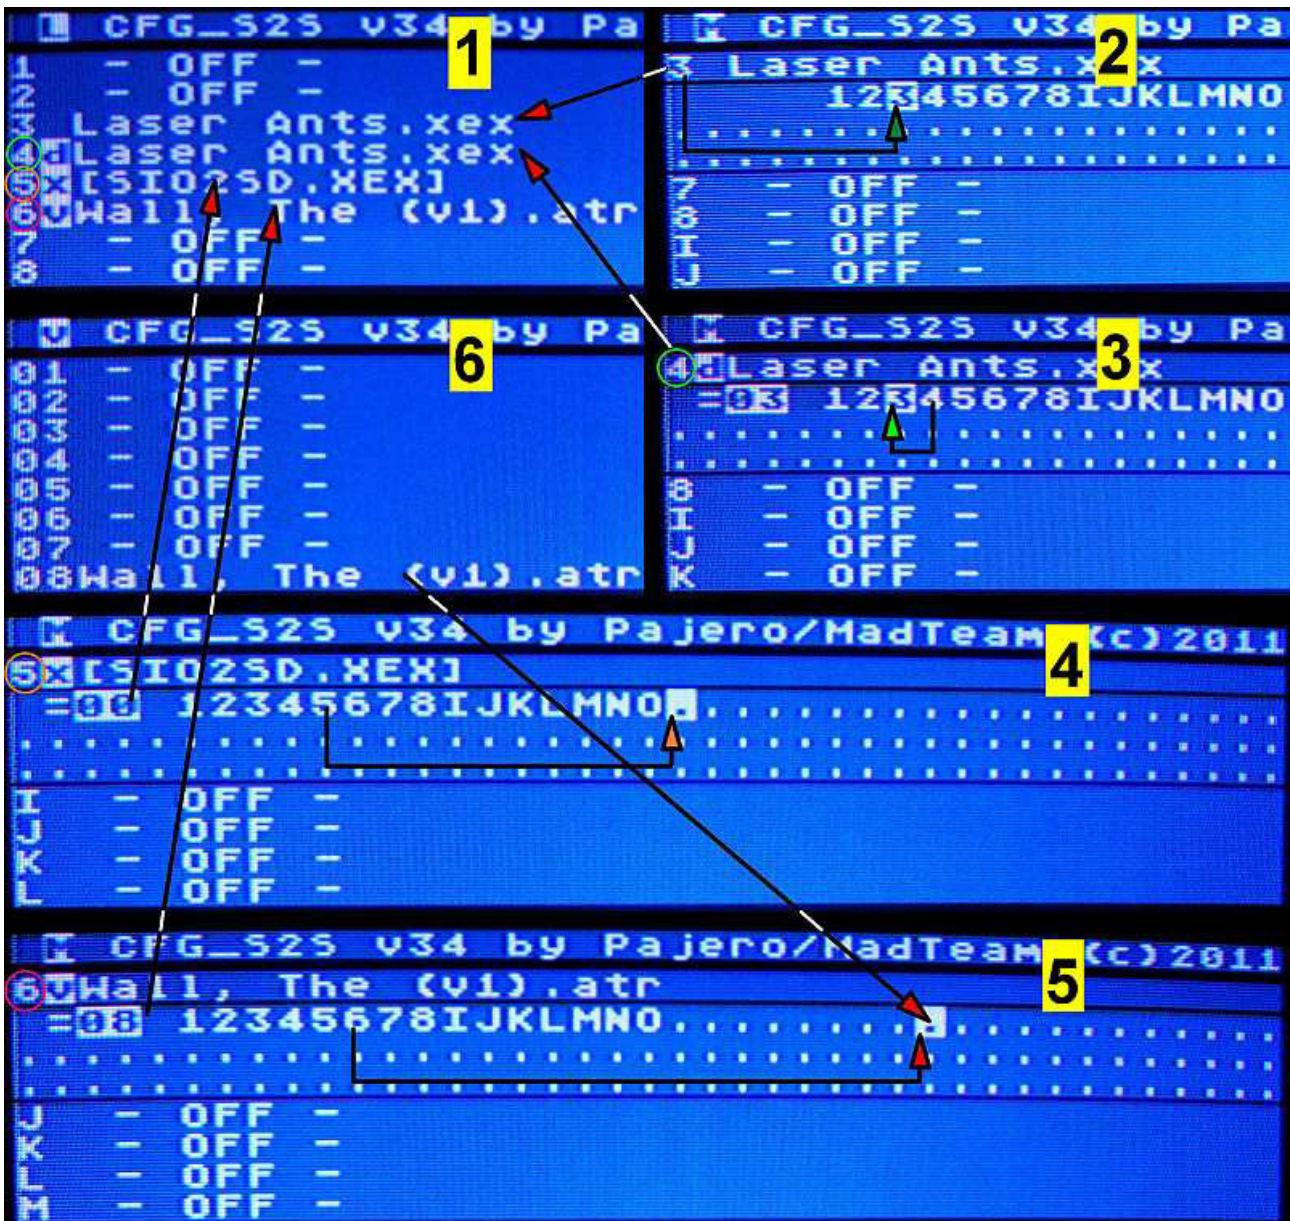 CFG_S2S v34 by Pa
1
1 - OFF -
2 - OFF -
3 Laser Ants.xex
4 Laser Ants.xex
5 [SIO2SD.XEX]
6 Wall, The (v1).atr
7 - OFF -
8 - OFF -
CFG_S2S v34 by Pa
2
3 Laser Ants.xex
12345678IJKLMNO
7 - OFF -
8 - OFF -
I - OFF -
J - OFF -
CFG_S2S v34 by Pa
3
4 Laser Ants.xex
=03 12345678IJKLMNO
8 - OFF -
I - OFF -
J - OFF -
K - OFF -
CFG_S2S v34 by Pa
6
01 - OFF -
02 - OFF -
03 - OFF -
04 - OFF -
05 - OFF -
06 - OFF -
07 - OFF -
08Wall, The (v1).atr
CFG_S2S v34 by Pajero/MadTeam (c)2011
4
5 [SIO2SD.XEX]
=00 12345678IJKLMNO
I - OFF -
J - OFF -
K - OFF -
L - OFF -
CFG_S2S v34 by Pajero/MadTeam (c)2011
5
6 Wall, The (v1).atr
=08 12345678IJKLMNO
J - OFF -
K - OFF -
L - OFF -
M - OFF -